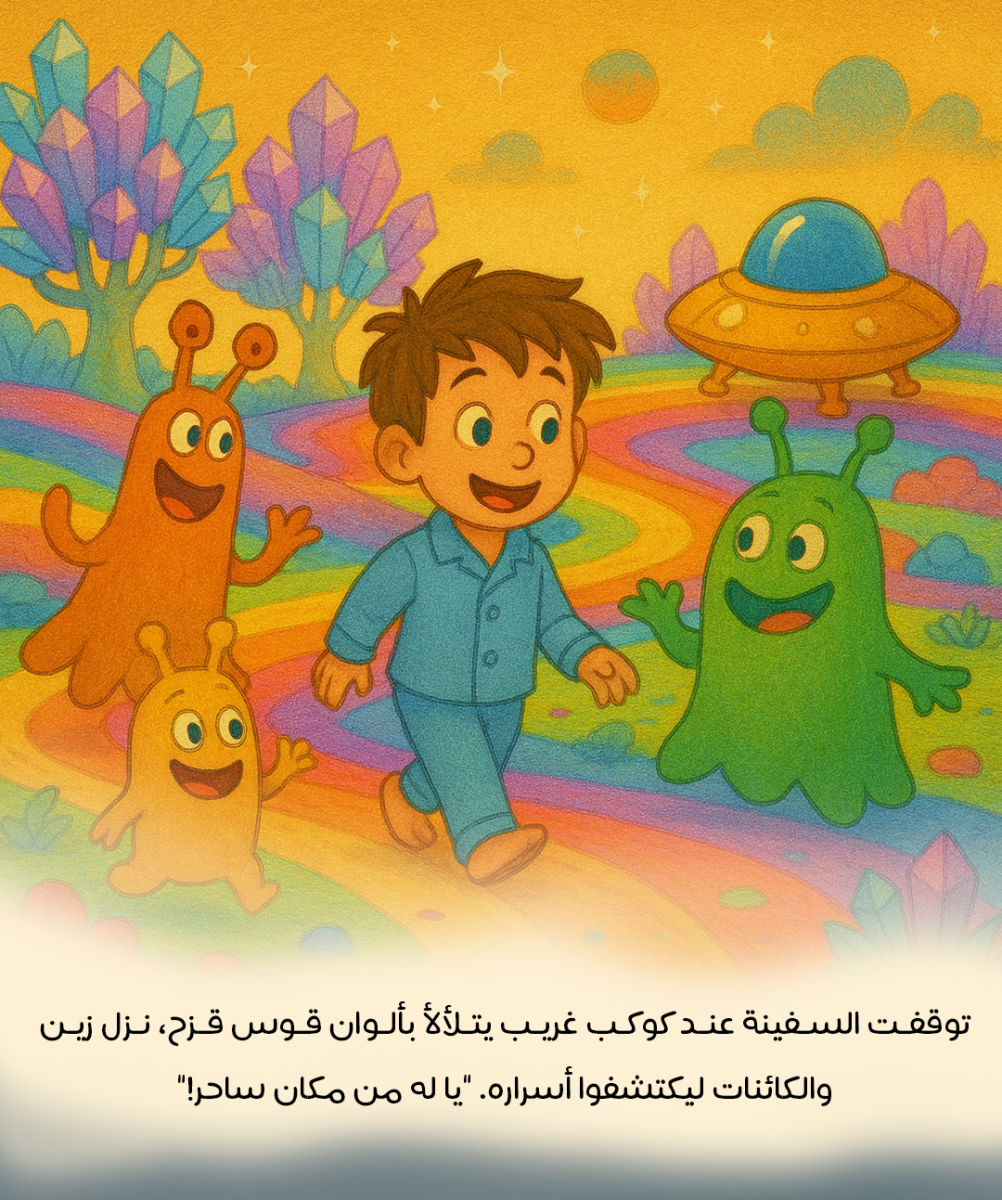 توقفت السفينة عند كوكب غريب يتلألأ بألوان قوس قزح، نزل زين
والكائنات ليكتشفوا أسراره. "يا له من مكان ساحر!"